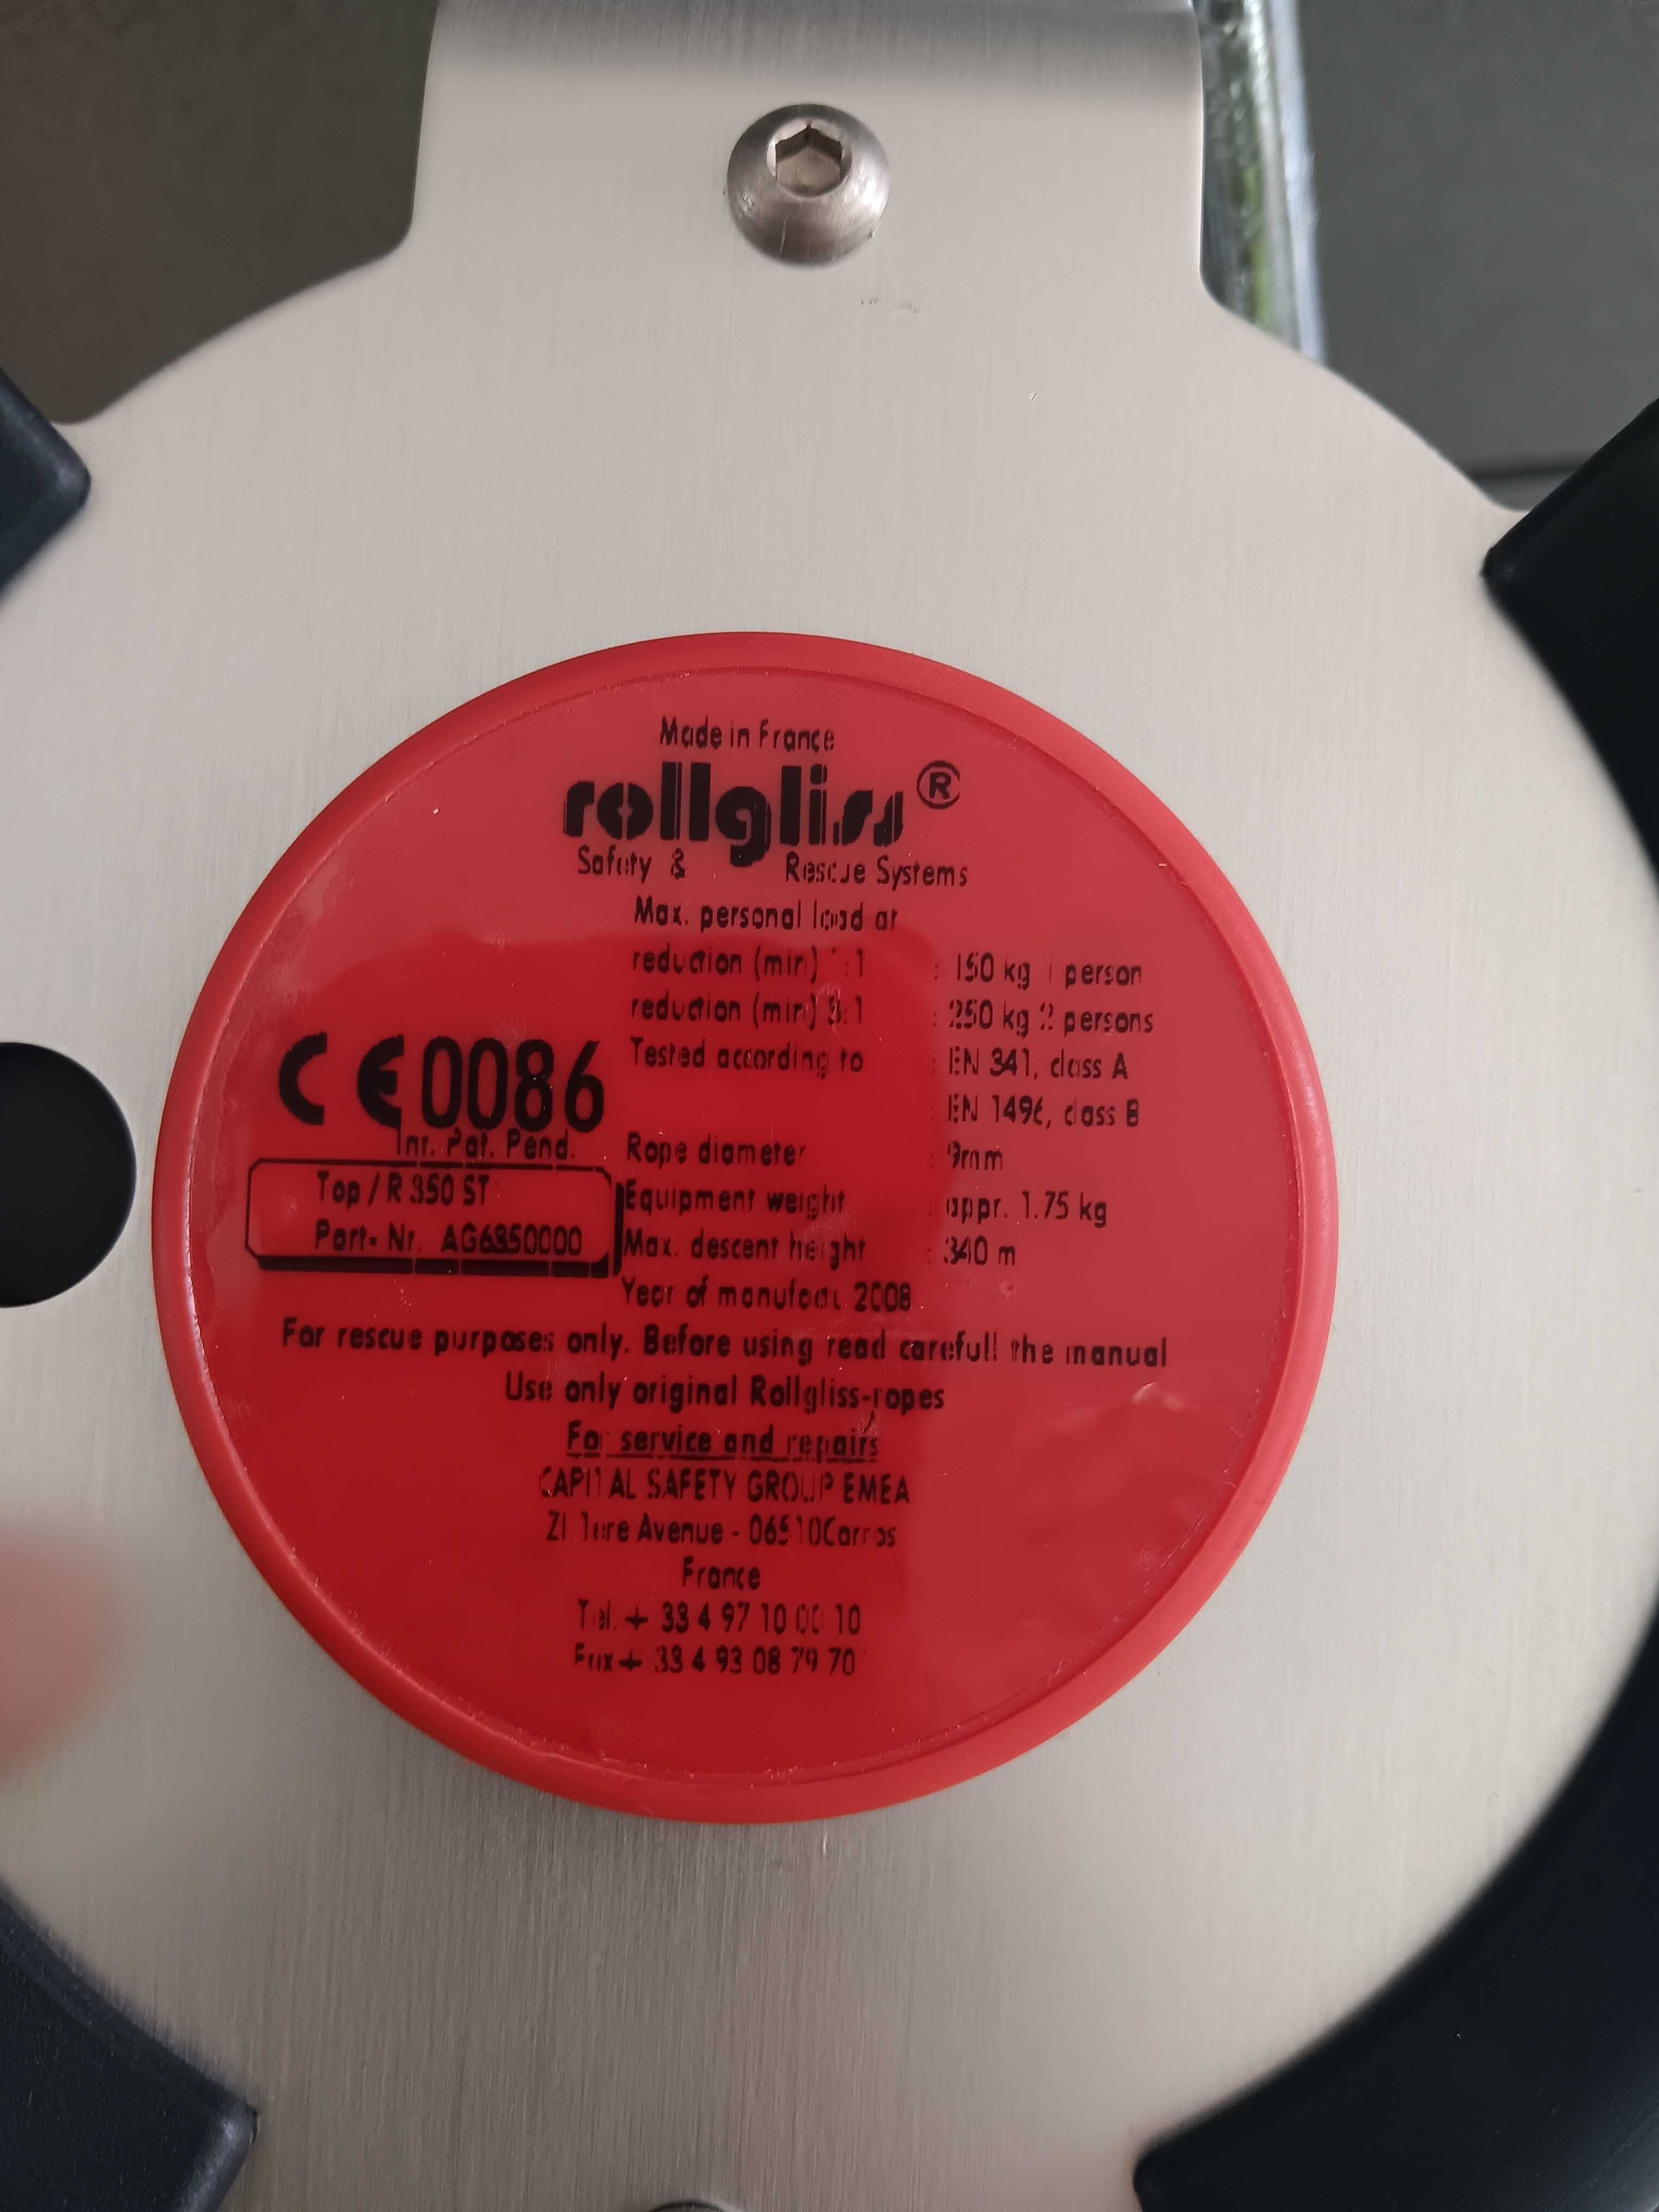 Made in France
rollgliss®
Safety & Rescue Systems
Max. personal load at
reduction (min) :1 : 150 kg 1 person
reduction (min) 3:1 : 250 kg 2 persons
Tested according to : EN 341, class A
: EN 1496, class B
CE0086
Int. Pat. Pend.
Top / R 350 ST
Part- Nr. AG6350000
Rope diameter : 9mm
Equipment weight : appr. 1.75 kg
Max. descent height : 340 m
Year of manufact. 2008
For rescue purposes only. Before using read carefull the manual
Use only original Rollgliss-ropes
For service and repairs
CAPITAL SAFETY GROUP EMEA
ZI 1ere Avenue - 06510Carros
France
Tel. + 33 4 97 10 00 10
Fax + 33 4 93 08 79 70